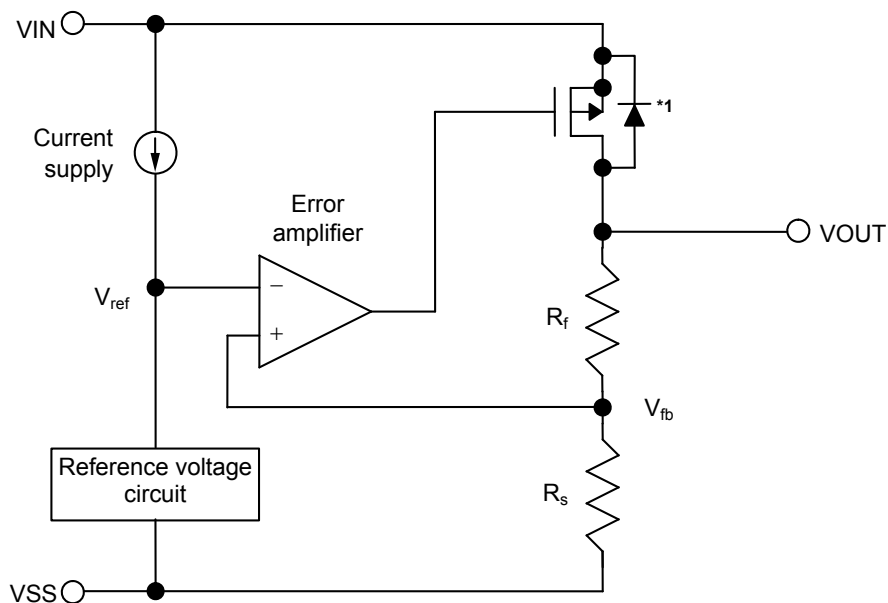 VIN
*1
Current
supply
Error
amplifier
VOUT
Vref
−
+
Rf
Vfb
Reference voltage
circuit
Rs
VSS